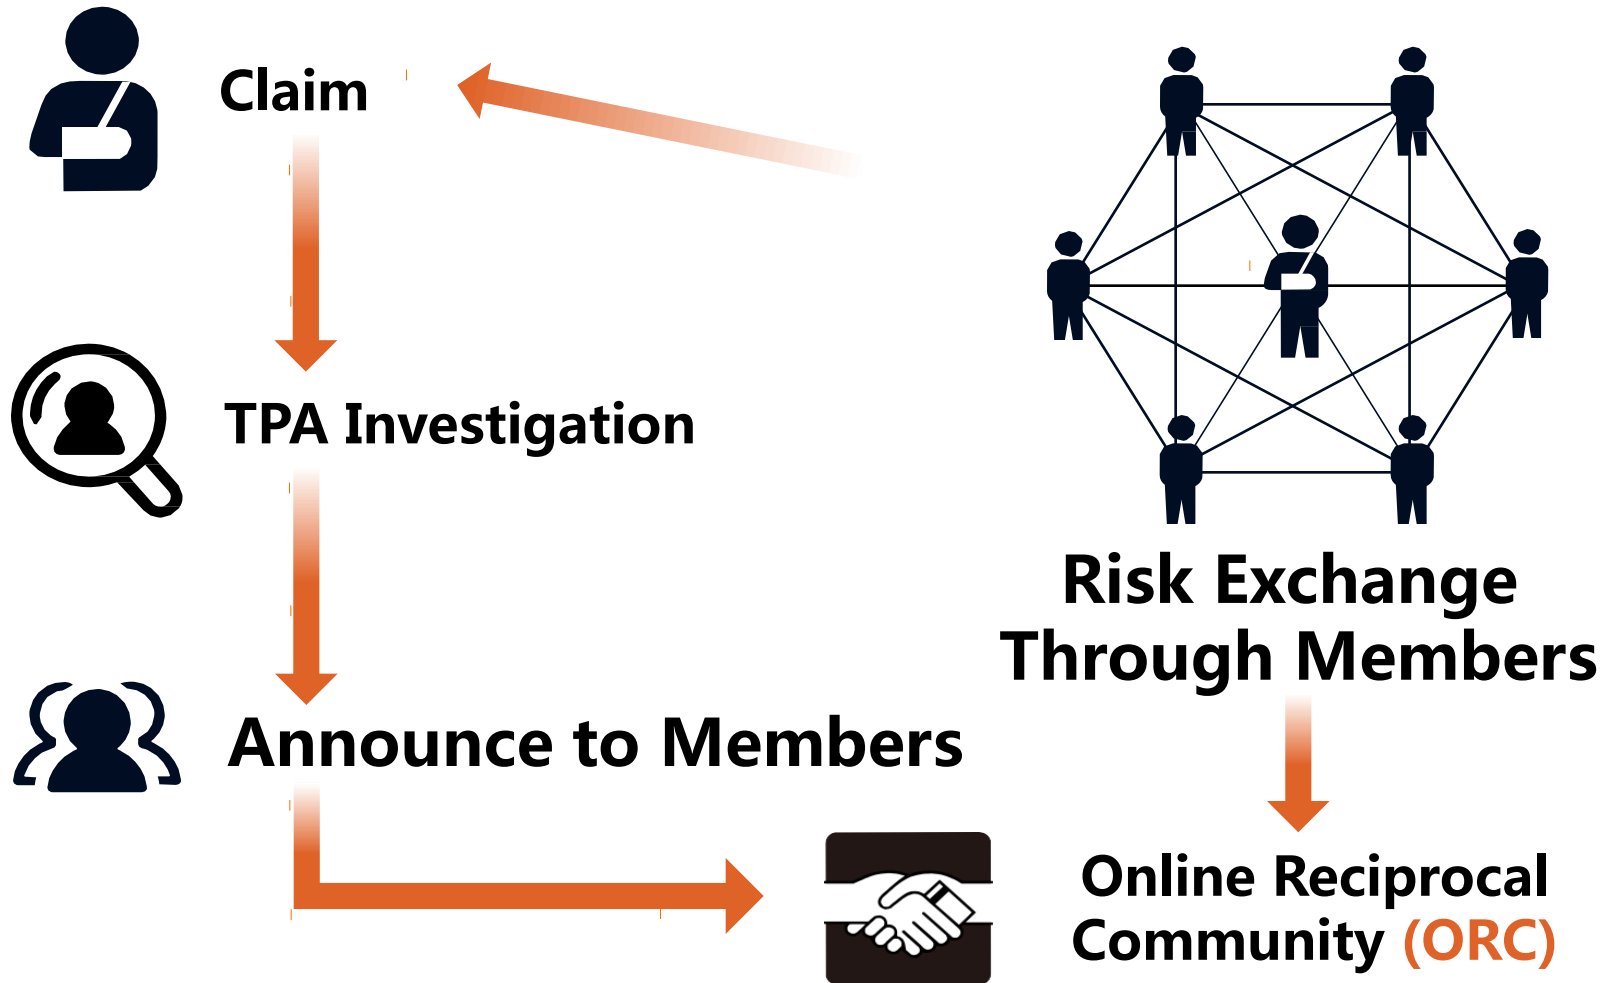 Claim
TPA Investigation
Announce to Members
Risk Exchange
Through Members
Online Reciprocal
Community (ORC)